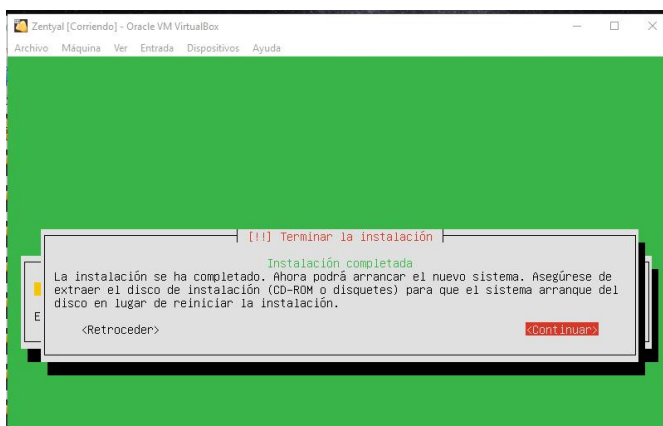 Zentyal [Corriendo] - Oracle VM VirtualBox
Archivo Máquina Ver Entrada Dispositivos Ayuda
[!!] Terminar la instalación
Instalación completada
La instalación se ha completado. Ahora podrá arrancar el nuevo sistema. Asegúrese de
extraer el disco de instalación (CD-ROM o disquetes) para que el sistema arranque del
disco en lugar de reiniciar la instalación.
E
<Retroceder> <Continuar>